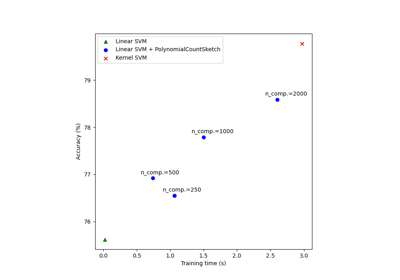 Linear SVM
Linear SVM + PolynomialCountSketch
Kernel SVM
n_comp.=2000
n_comp.=1000
n_comp.=500
n_comp.=250
79
78
77
76
Accuracy (%)
0.0 0.5 1.0 1.5 2.0 2.5 3.0
Training time (s)